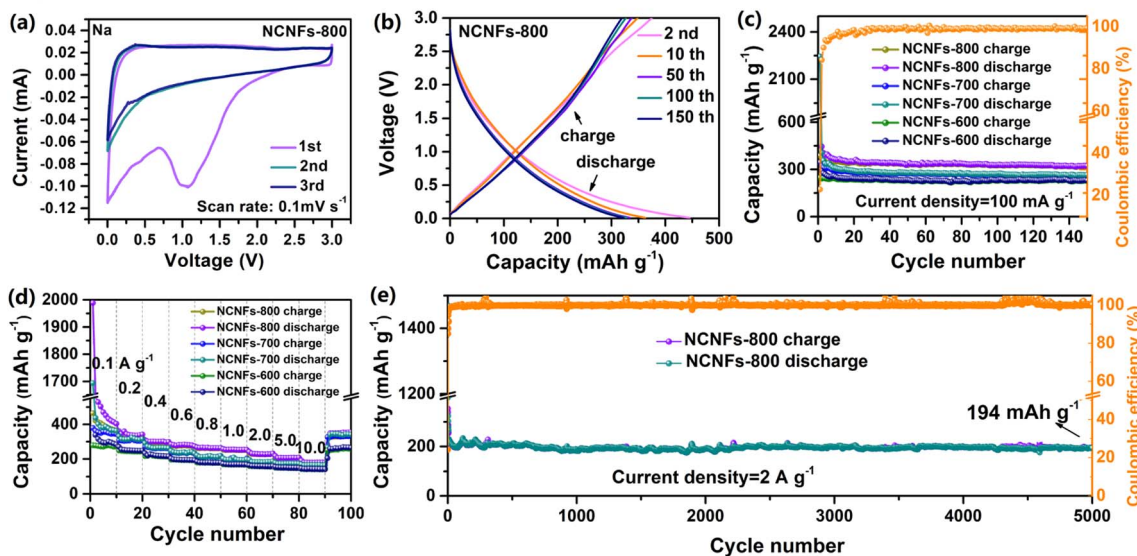 (a)
Na
NCNFs-800
0.04
0.02
0.00
-0.02
-0.04
-0.06
-0.08
-0.10
-0.12
Current (mA)
1st
2nd
3rd
Scan rate: 0.1mV s⁻¹
0.0 0.5 1.0 1.5 2.0 2.5 3.0
Voltage (V)
(b)
NCNFs-800
3.0
2.5
2.0
1.5
1.0
0.5
0.0
Voltage (V)
2 nd
10 th
50 th
100 th
150 th
charge
discharge
0 100 200 300 400 500
Capacity (mAh g⁻¹)
(c)
2400
2100
600
300
0
Capacity (mAh g⁻¹)
NCNFs-800 charge
NCNFs-800 discharge
NCNFs-700 charge
NCNFs-700 discharge
NCNFs-600 charge
NCNFs-600 discharge
Current density=100 mA g⁻¹
100
80
60
40
20
Coulombic efficiency (%)
0 20 40 60 80 100 120 140
Cycle number
(d)
2000
1900
1800
1700
400
200
0
Capacity (mAh g⁻¹)
NCNFs-800 charge
NCNFs-800 discharge
NCNFs-700 charge
NCNFs-700 discharge
NCNFs-600 charge
NCNFs-600 discharge
0.1 A g⁻¹
0.2
0.4
0.6
0.8
1.0
2.0
5.0
10.0
0 20 40 60 80 100
Cycle number
(e)
1400
1200
200
0
Capacity (mAh g⁻¹)
NCNFs-800 charge
NCNFs-800 discharge
194 mAh g⁻¹
Current density=2 A g⁻¹
100
80
60
40
20
0
Coulombic efficiency (%)
0 1000 2000 3000 4000 5000
Cycle number